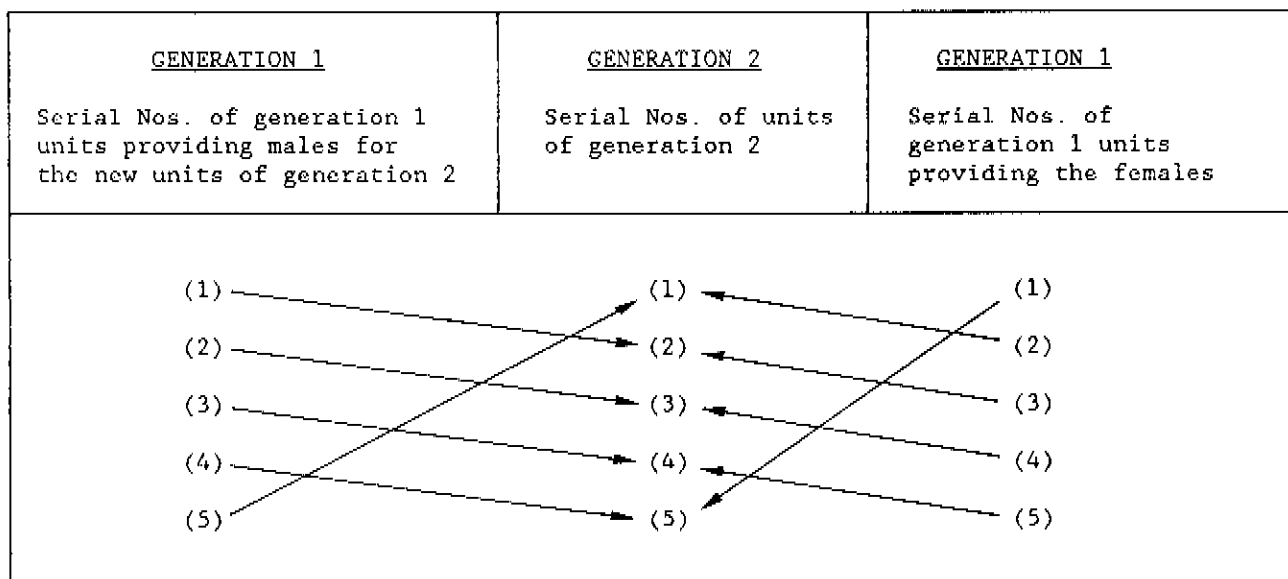 GENERATION 1
Serial Nos. of generation 1
units providing males for
the new units of generation 2
GENERATION 2
Serial Nos. of units
of generation 2
GENERATION 1
Serial Nos. of
generation 1 units
providing the females
(1) (1) (1)
(2) (2) (2)
(3) (3) (3)
(4) (4) (4)
(5) (5) (5)